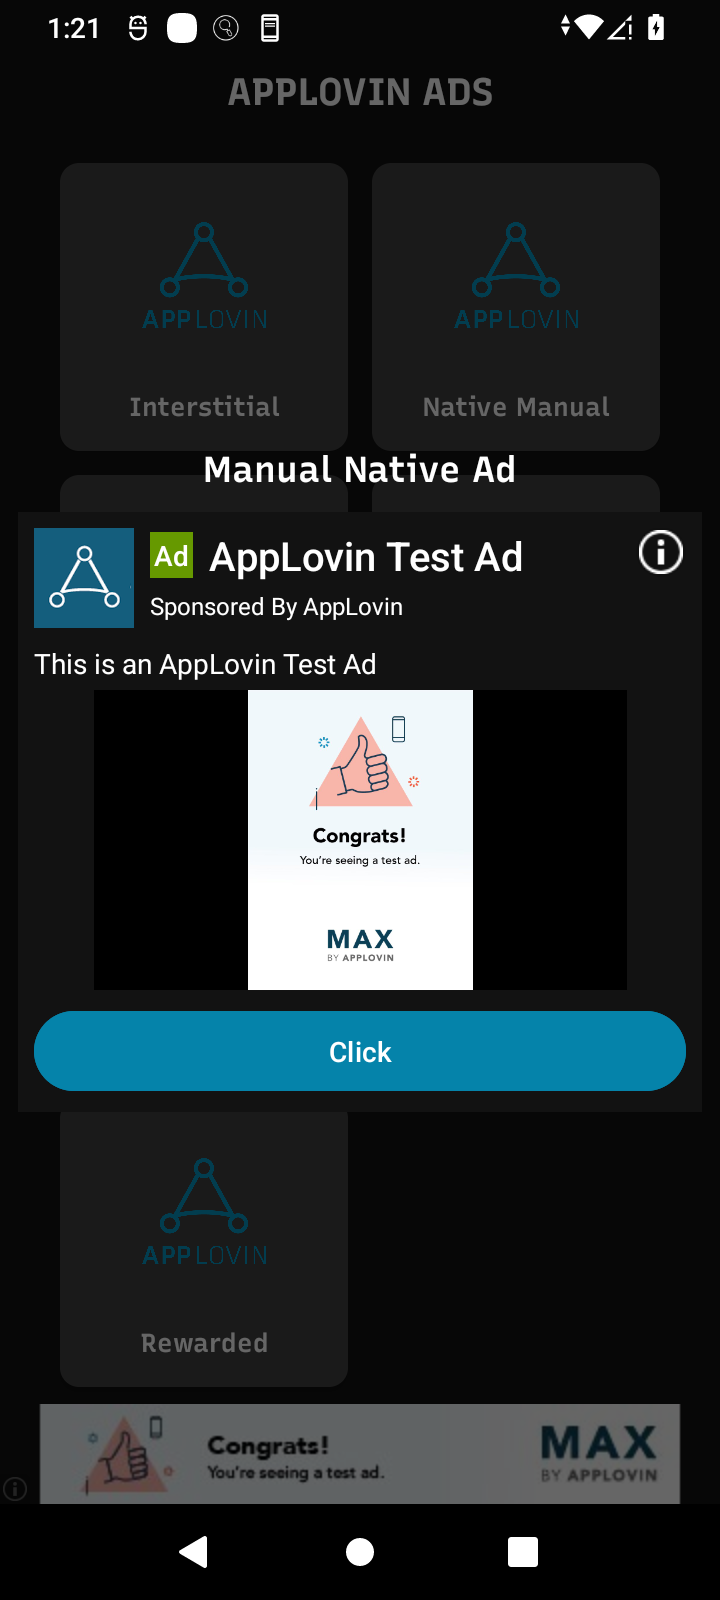 1:21
APPLOVIN ADS
APPLOVIN
APPLOVIN
Interstitial
Native Manual
Manual Native Ad
Ad
AppLovin Test Ad
Sponsored By AppLovin
This is an AppLovin Test Ad
Congrats!
You're seeing a test ad.
MAX
BY APPLOVIN
Click
APPLOVIN
Rewarded
Congrats!
You're seeing a test ad.
MAX
BY APPLOVIN